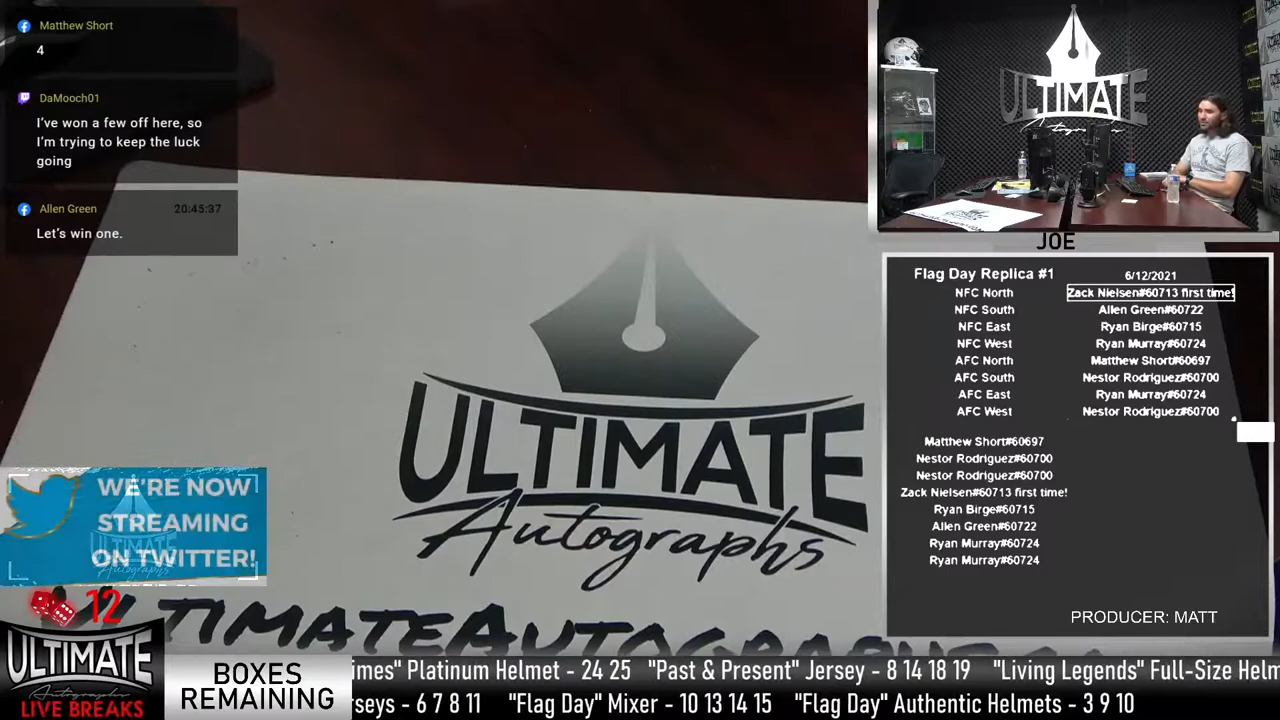 Matthew Short
4
DaMooch01
I've won a few off here, so
I'm trying to keep the luck
going
Allen Green 20:45:37
Let's win one.
ULTIMATE
Autographs
ULTIMATE
Autographs
JOE
Flag Day Replica #1 6/12/2021
NFC North Zack Nielsen#60713 first time!
NFC South Allen Green#60722
NFC East Ryan Birge#60715
NFC West Ryan Murray#60724
AFC North Matthew Short#60697
AFC South Nestor Rodriguez#60700
AFC East Ryan Murray#60724
AFC West Nestor Rodriguez#60700
Matthew Short#60697
Nestor Rodriguez#60700
Nestor Rodriguez#60700
Zack Nielsen#60713 first time!
Ryan Birge#60715
Allen Green#60722
Ryan Murray#60724
Ryan Murray#60724
PRODUCER: MATT
WE'RE NOW
STREAMING
ON TWITTER!
12
ULTIMATE
Autographs
LIVE BREAKS
BOXES
REMAINING
imes" Platinum Helmet - 24 25 "Past & Present" Jersey - 8 14 18 19 "Living Legends" Full-Size Helm
rseys - 6 7 8 11 "Flag Day" Mixer - 10 13 14 15 "Flag Day" Authentic Helmets - 3 9 10